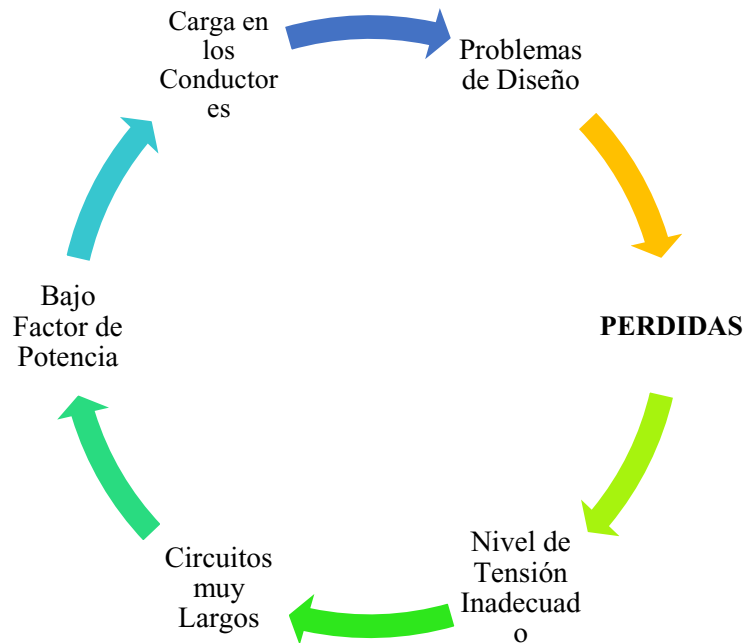 Carga en
los
Conductor
es
Problemas
de Diseño
PERDIDAS
Nivel de
Tensión
Inadecuad
o
Circuitos
muy
Largos
Bajo
Factor de
Potencia